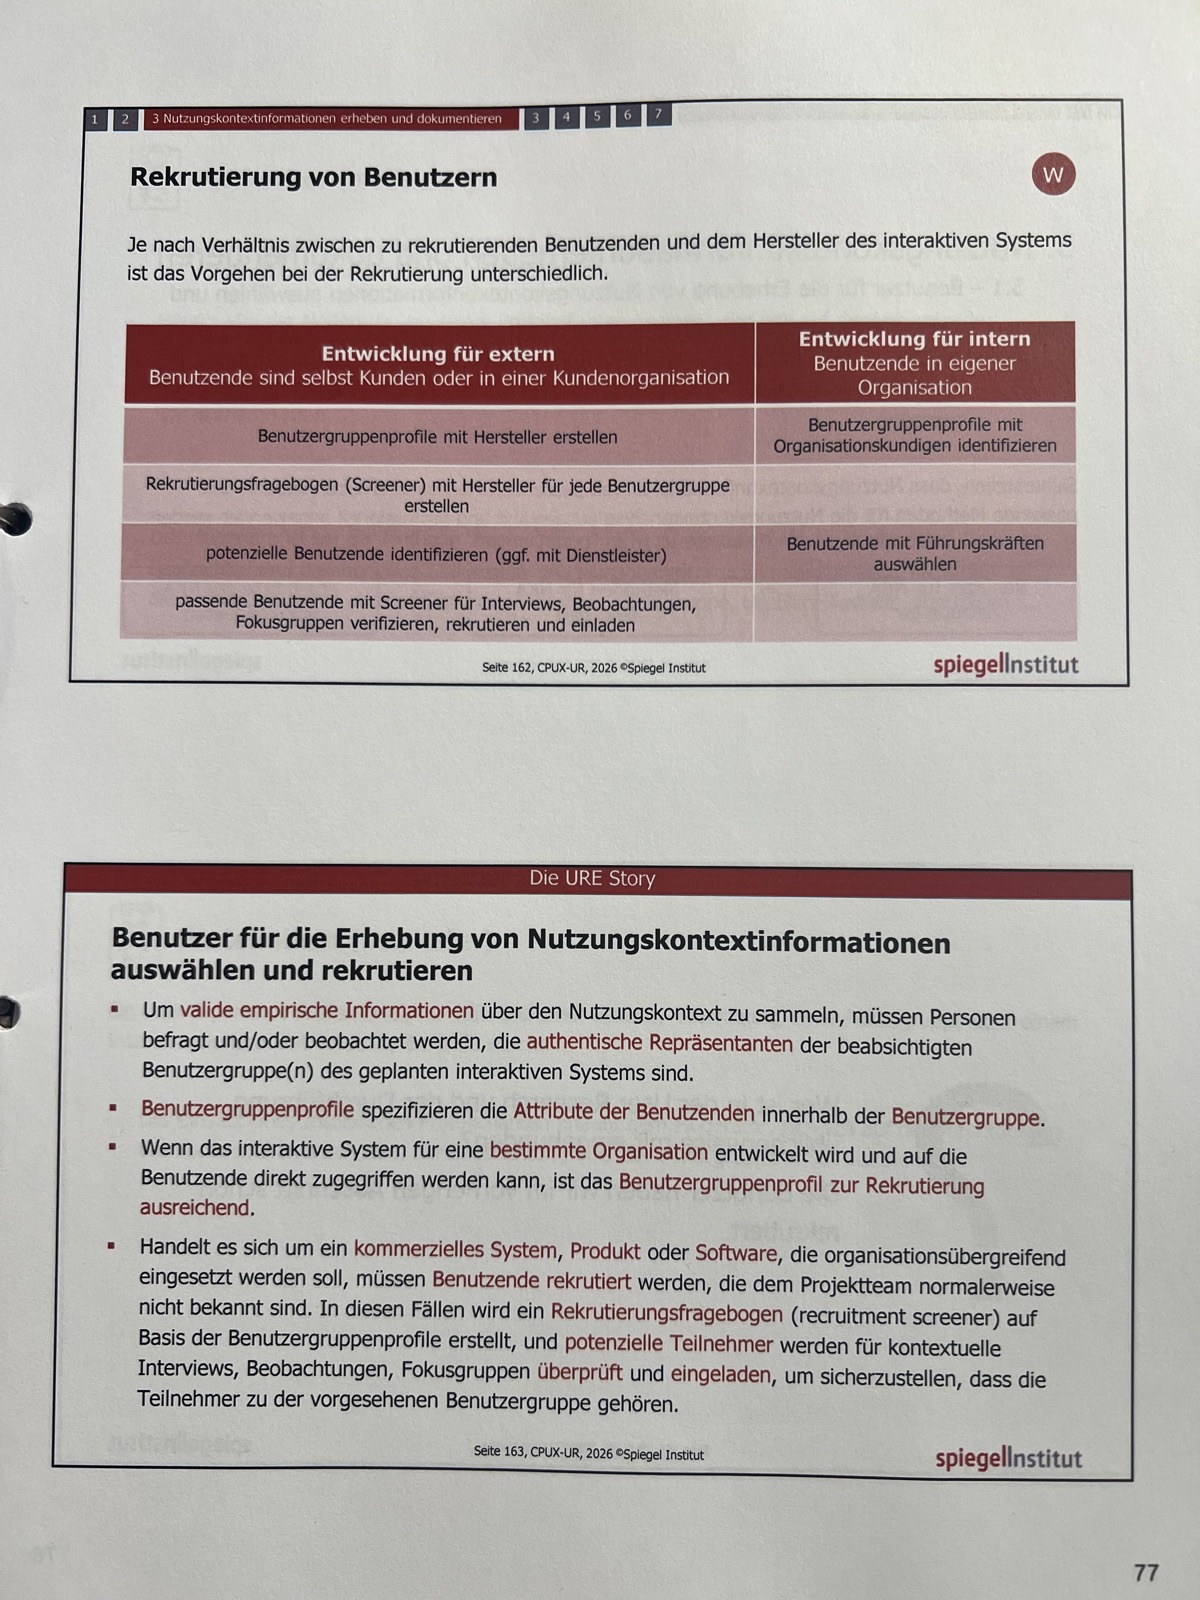 1 2 3 Nutzungskontextinformationen erheben und dokumentieren 3 4 5 6 7
Rekrutierung von Benutzern
W
Je nach Verhältnis zwischen zu rekrutierenden Benutzenden und dem Hersteller des interaktiven Systems
ist das Vorgehen bei der Rekrutierung unterschiedlich.
Entwicklung für extern
Benutzende sind selbst Kunden oder in einer Kundenorganisation
Entwicklung für intern
Benutzende in eigener
Organisation
Benutzergruppenprofile mit Hersteller erstellen
Benutzergruppenprofile mit
Organisationskundigen identifizieren
Rekrutierungsfragebogen (Screener) mit Hersteller für jede Benutzergruppe
erstellen
potenzielle Benutzende identifizieren (ggf. mit Dienstleister)
Benutzende mit Führungskräften
auswählen
passende Benutzende mit Screener für Interviews, Beobachtungen,
Fokusgruppen verifizieren, rekrutieren und einladen
Seite 162, CPUX-UR, 2026 ©Spiegel Institut
spiegelInstitut
Die URE Story
Benutzer für die Erhebung von Nutzungskontextinformationen
auswählen und rekrutieren
▪ Um valide empirische Informationen über den Nutzungskontext zu sammeln, müssen Personen
befragt und/oder beobachtet werden, die authentische Repräsentanten der beabsichtigten
Benutzergruppe(n) des geplanten interaktiven Systems sind.
▪ Benutzergruppenprofile spezifizieren die Attribute der Benutzenden innerhalb der Benutzergruppe.
▪ Wenn das interaktive System für eine bestimmte Organisation entwickelt wird und auf die
Benutzende direkt zugegriffen werden kann, ist das Benutzergruppenprofil zur Rekrutierung
ausreichend.
▪ Handelt es sich um ein kommerzielles System, Produkt oder Software, die organisationsübergreifend
eingesetzt werden soll, müssen Benutzende rekrutiert werden, die dem Projektteam normalerweise
nicht bekannt sind. In diesen Fällen wird ein Rekrutierungsfragebogen (recruitment screener) auf
Basis der Benutzergruppenprofile erstellt, und potenzielle Teilnehmer werden für kontextuelle
Interviews, Beobachtungen, Fokusgruppen überprüft und eingeladen, um sicherzustellen, dass die
Teilnehmer zu der vorgesehenen Benutzergruppe gehören.
Seite 163, CPUX-UR, 2026 ©Spiegel Institut
spiegelInstitut
77